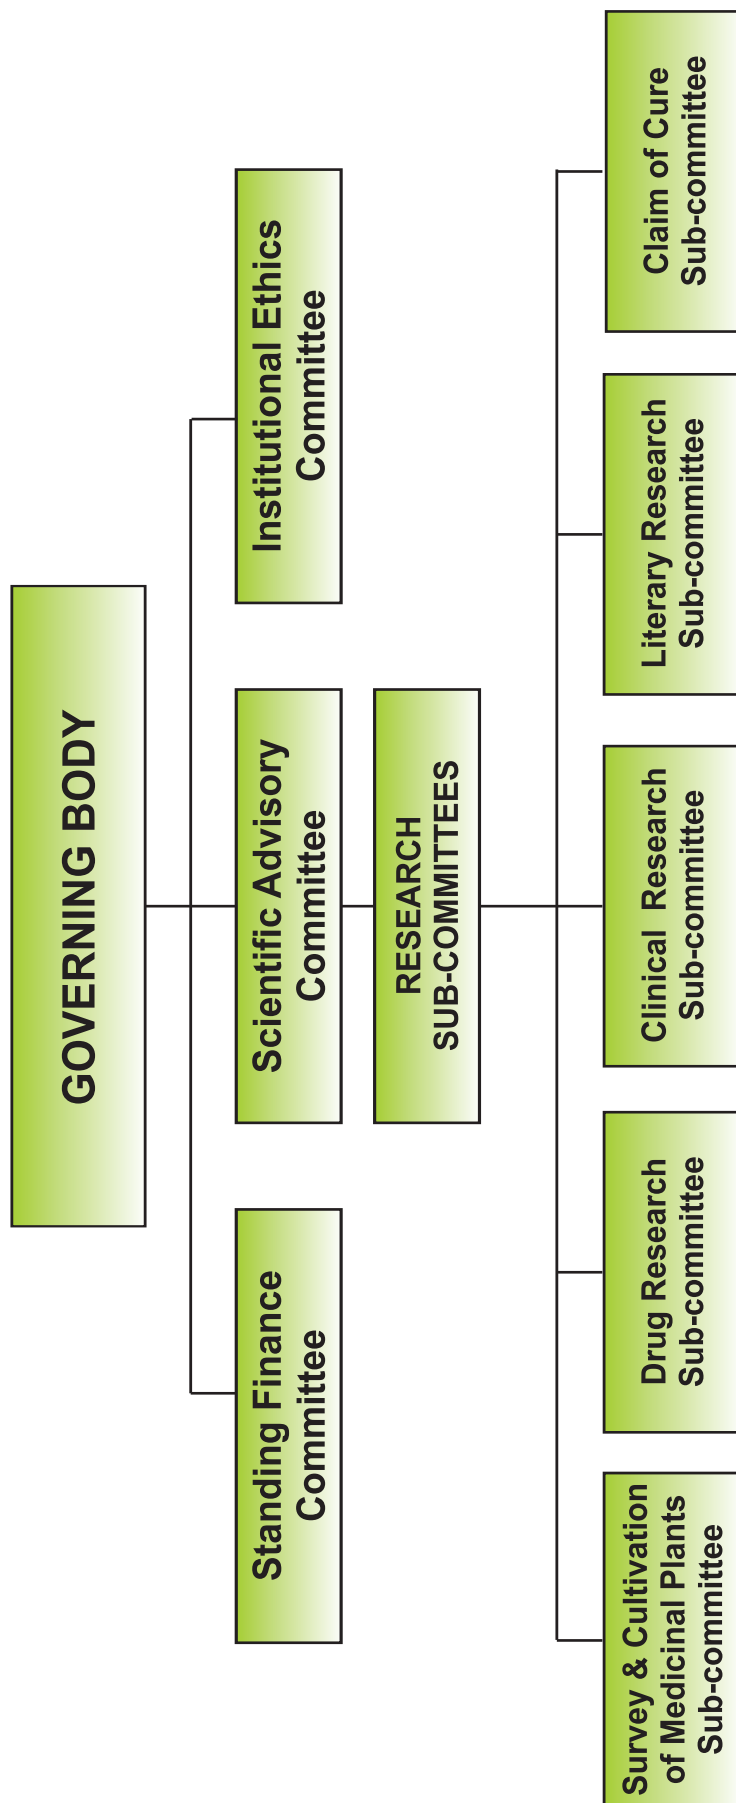 GOVERNING BODY
Standing Finance
Committee
Scientific Advisory
Committee
Institutional Ethics
Committee
RESEARCH
SUB-COMMITTEES
Survey & Cultivation
of Medicinal Plants
Sub-committee
Drug Research
Sub-committee
Clinical Research
Sub-committee
Literary Research
Sub-committee
Claim of Cure
Sub-committee